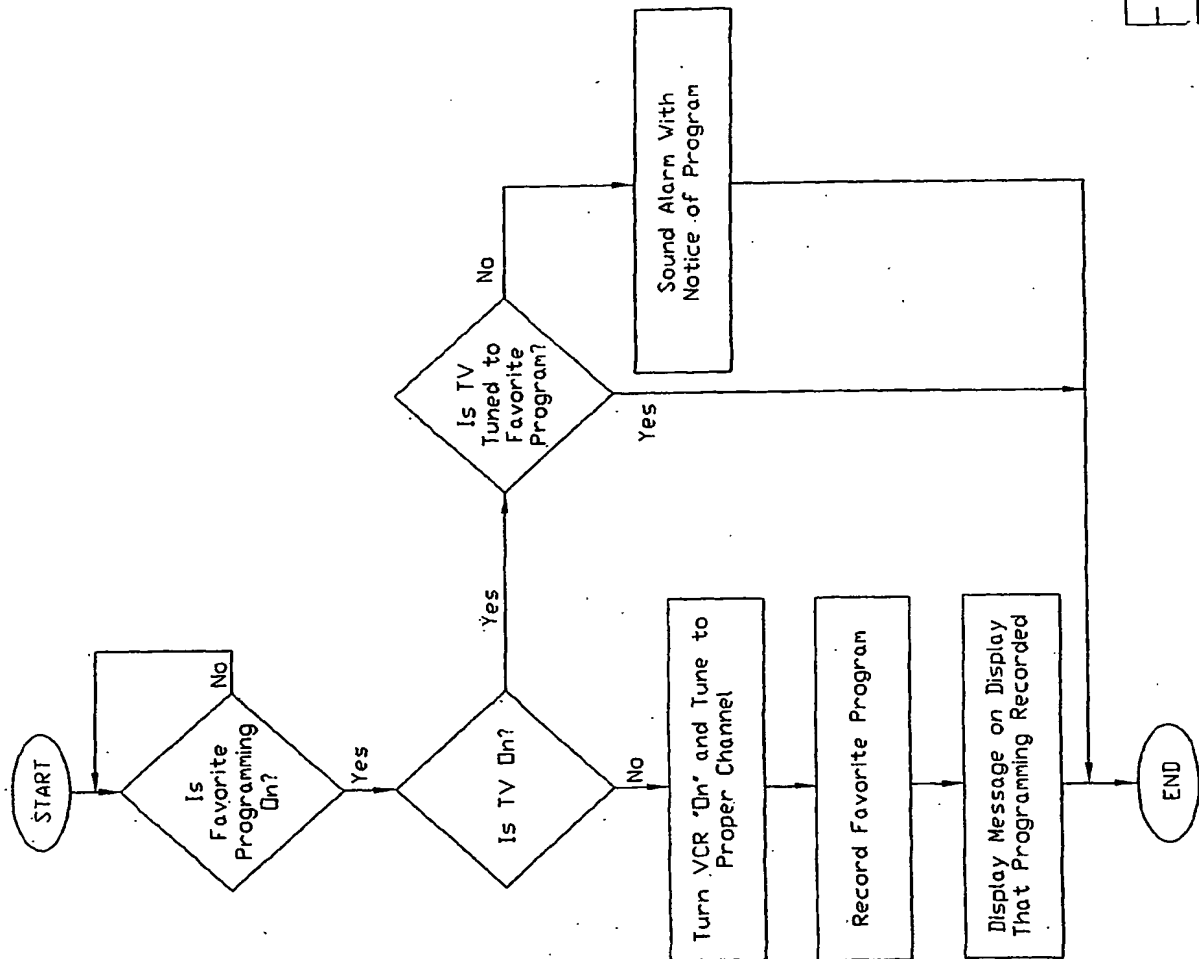 START
Is
Favorite
Programming
On?
No
Yes
Is TV On?
Yes
No
Is TV
Tuned to
Favorite
Program?
No
Yes
Sound Alarm With
Notice of Program
Turn VCR "On" and Tune to
Proper Channel
Record Favorite Program
Display Message on Display
That Programming Recorded
END